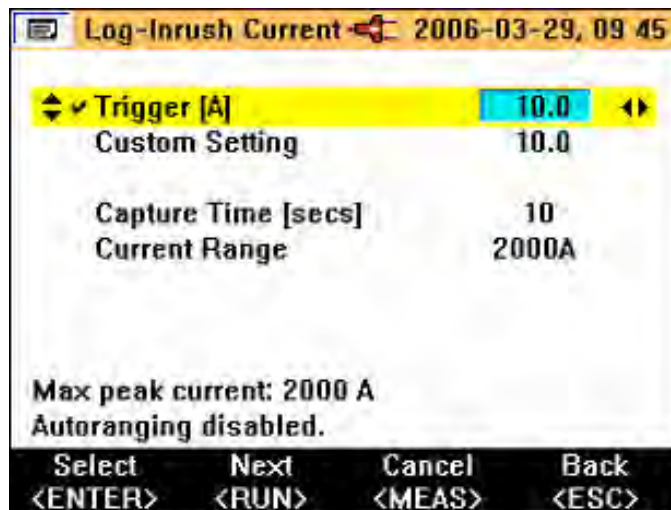 Log-Inrush Current 2006-03-29, 09 45
Trigger [A] 10.0
Custom Setting 10.0
Capture Time [secs] 10
Current Range 2000A
Max peak current: 2000 A
Autoranging disabled.
Select Next Cancel Back
<ENTER> <RUN> <MEAS> <ESC>